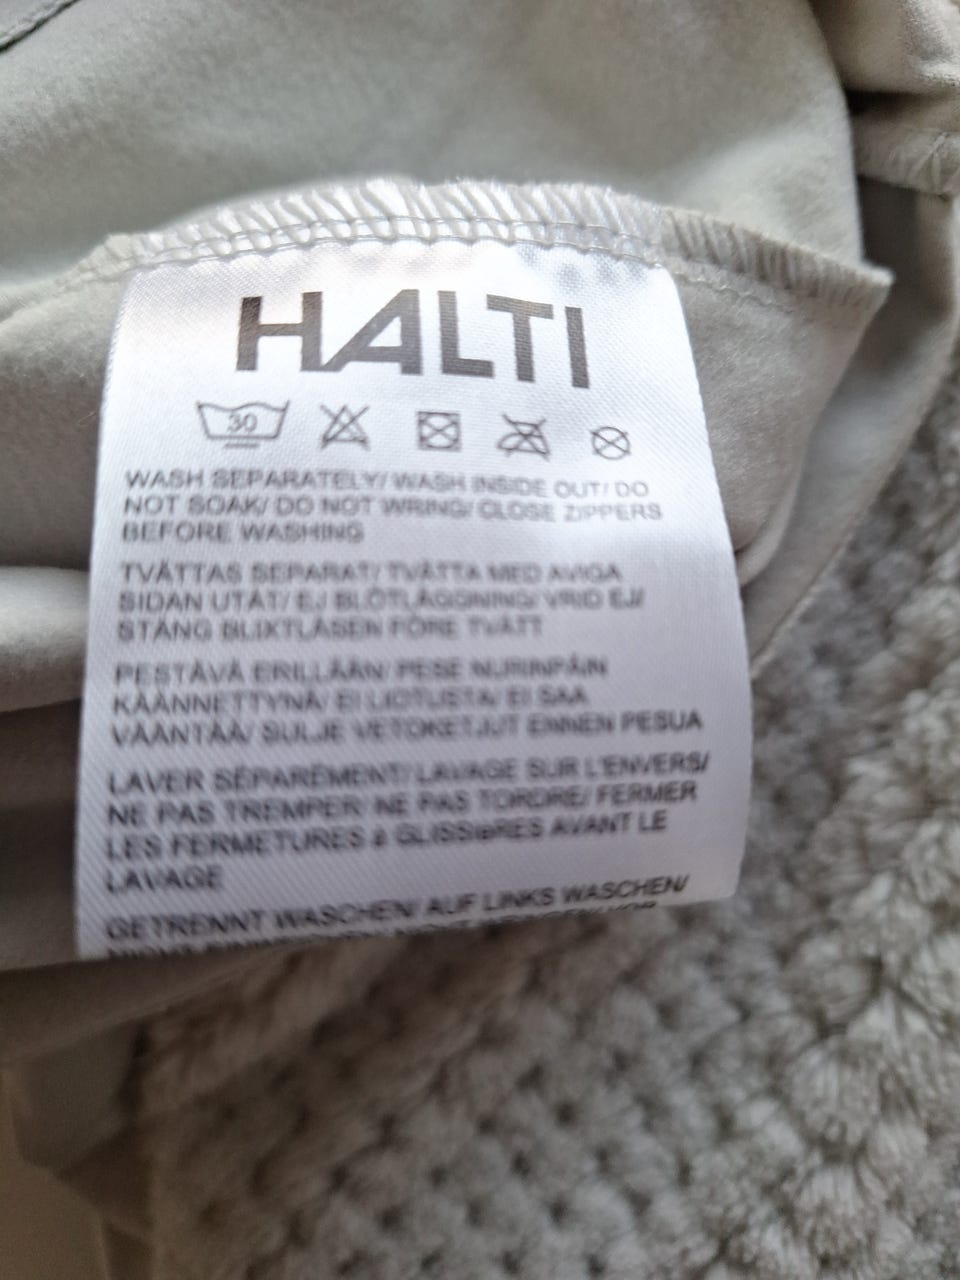 HALTI
30
WASH SEPARATELY/ WASH INSIDE OUT/ DO
NOT SOAK/ DO NOT WRING/ CLOSE ZIPPERS
BEFORE WASHING
TVÄTTAS SEPARAT/ TVÄTTA MED AVIGA
SIDAN UTÅT/ EJ BLÖTLÄGGNING/ VRID EJ/
STÄNG BLIXTLÅSEN FÖRE TVÄTT
PESTÄVÄ ERILLÄÄN/ PESE NURINPÄIN
KÄÄNNETTYNÄ/ EI LIOTUSTA/ EI SAA
VÄÄNTÄÄ/ SULJE VETOKETJUT ENNEN PESUA
LAVER SÉPARÉMENT/ LAVAGE SUR L'ENVERS/
NE PAS TREMPER/ NE PAS TORDRE/ FERMER
LES FERMETURES à GLISSIèRES AVANT LE
LAVAGE
GETRENNT WASCHEN/ AUF LINKS WASCHEN/